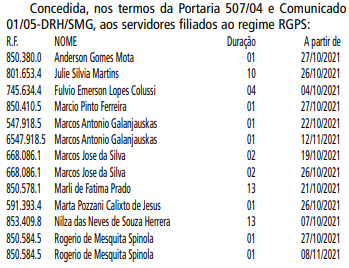 Concedida, nos termos da Portaria 507/04 e Comunicado
01/05-DRH/SMG, aos servidores filiados ao regime RGPS:
R.F. NOME Duração A partir de
850.380.0 Anderson Gomes Mota 01 27/10/2021
801.653.4 Julie Silvia Martins 10 26/10/2021
745.634.4 Fulvio Emerson Lopes Colussi 04 04/10/2021
850.410.5 Marcio Pinto Ferreira 01 27/10/2021
547.918.5 Marcos Antonio Galanjauskas 01 22/10/2021
6547.918.5 Marcos Antonio Galanjauskas 01 12/11/2021
668.086.1 Marcos Jose da Silva 02 19/10/2021
668.086.1 Marcos Jose da Silva 02 26/10/2021
850.578.1 Marli de Fatima Prado 13 21/10/2021
591.393.4 Marta Pozzani Calixto de Jesus 01 26/10/2021
853.409.8 Nilza das Neves de Souza Herrera 13 07/10/2021
850.584.5 Rogerio de Mesquita Spinola 01 27/10/2021
850.584.5 Rogerio de Mesquita Spinola 01 08/11/2021